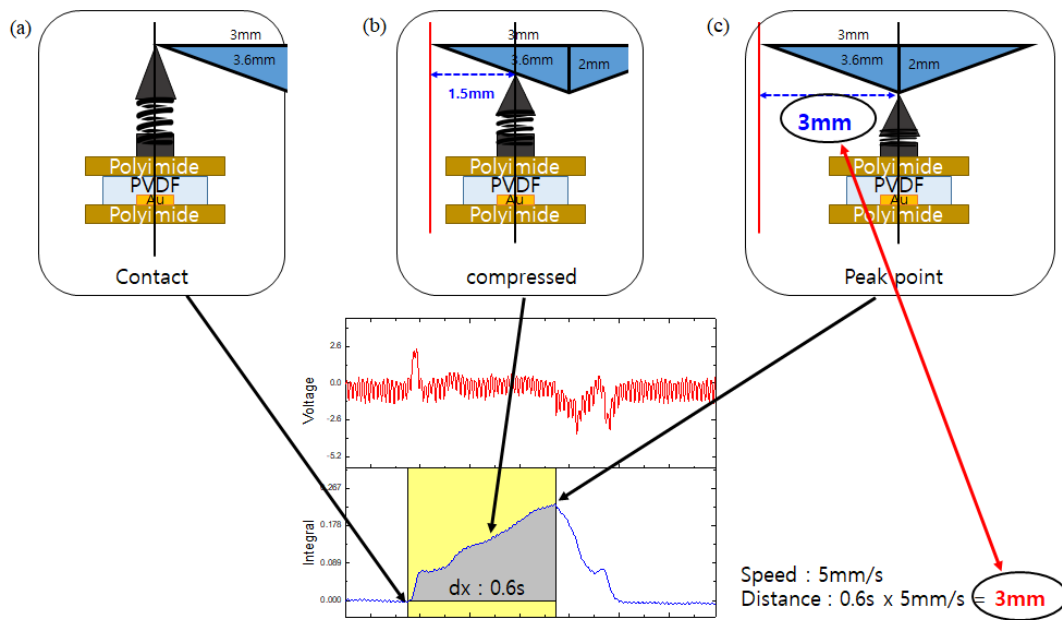 (a)
3mm
3.6mm
Polyimide
PVDF
Au
Polyimide
Contact
(b)
3mm
3.6mm
2mm
1.5mm
Polyimide
PVDF
Au
Polyimide
compressed
(c)
3mm
3.6mm
2mm
3mm
Polyimide
PVDF
Au
Polyimide
Peak point
Voltage
2.6
0.0
-2.6
-5.2
Integral
0.267
0.178
0.089
0.000
dx : 0.6s
Speed : 5mm/s
Distance : 0.6s x 5mm/s = 3mm